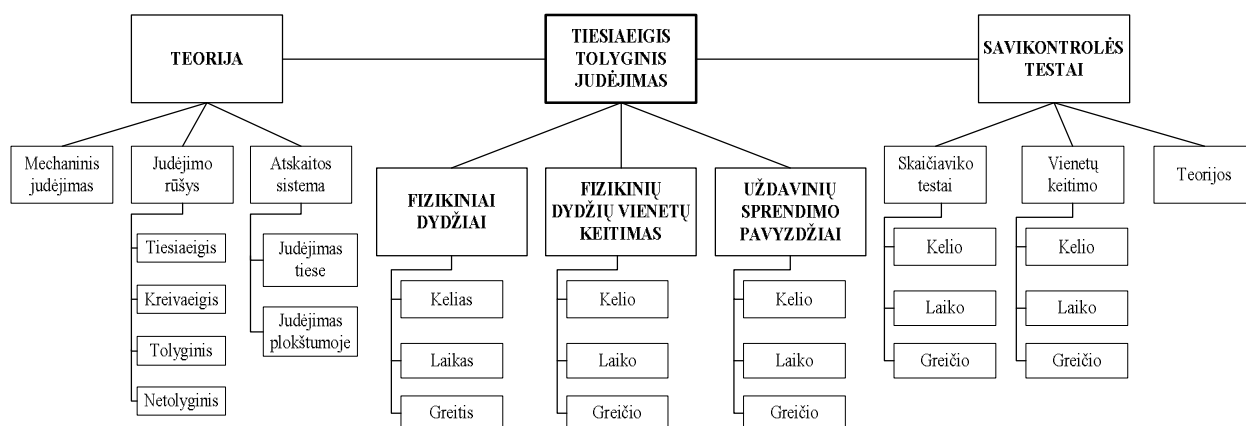 TEORIJA
TIESIAEIGIS
TOLYGINIS
JUDĖJIMAS
SAVIKONTROLĖS
TESTAI
Mechaninis
judėjimas
Judėjimo
rūšys
Atskaitos
sistema
Tiesiaeigis
Kreivaeigis
Tolyginis
Netolyginis
Judėjimas
tiese
Judėjimas
plokštumoje
FIZIKINIAI
DYDŽIAI
Kelias
Laikas
Greitis
FIZIKINIŲ
DYDŽIŲ VIENETŲ
KEITIMAS
Kelio
Laiko
Greičio
UŽDAVINIŲ
SPRENDIMO
PAVYZDŽIAI
Kelio
Laiko
Greičio
Skaičiaviko
testai
Kelio
Laiko
Greičio
Vienetų
keitimo
Kelio
Laiko
Greičio
Teorijos